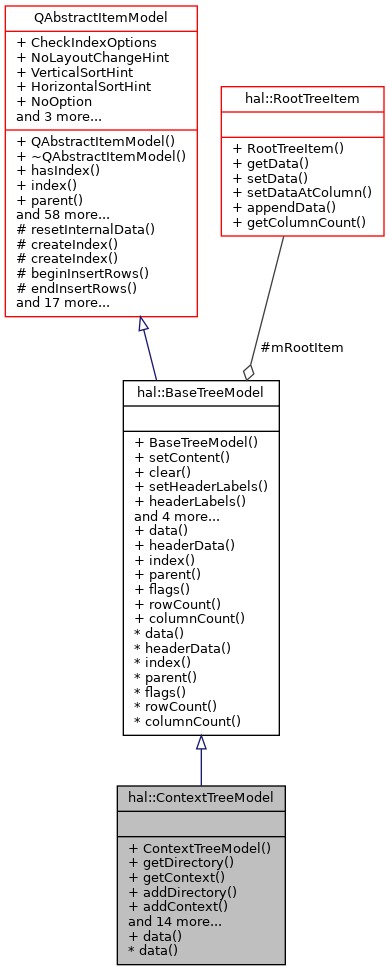 QAbstractItemModel
+ CheckIndexOptions
+ NoLayoutChangeHint
+ VerticalSortHint
+ HorizontalSortHint
+ NoOption
and 3 more...
+ QAbstractItemModel()
+ ~QAbstractItemModel()
+ hasIndex()
+ index()
+ parent()
and 58 more...
# resetInternalData()
# createIndex()
# createIndex()
# beginInsertRows()
# endInsertRows()
and 17 more...
hal::RootTreeItem
+ RootTreeItem()
+ getData()
+ setData()
+ setDataAtColumn()
+ appendData()
+ getColumnCount()
#mRootItem
hal::BaseTreeModel
+ BaseTreeModel()
+ setContent()
+ clear()
+ setHeaderLabels()
+ headerLabels()
and 4 more...
+ data()
+ headerData()
+ index()
+ parent()
+ flags()
+ rowCount()
+ columnCount()
* data()
* headerData()
* index()
* parent()
* flags()
* rowCount()
* columnCount()
hal::ContextTreeModel
+ ContextTreeModel()
+ getDirectory()
+ getContext()
+ addDirectory()
+ addContext()
and 14 more...
+ data()
* data()